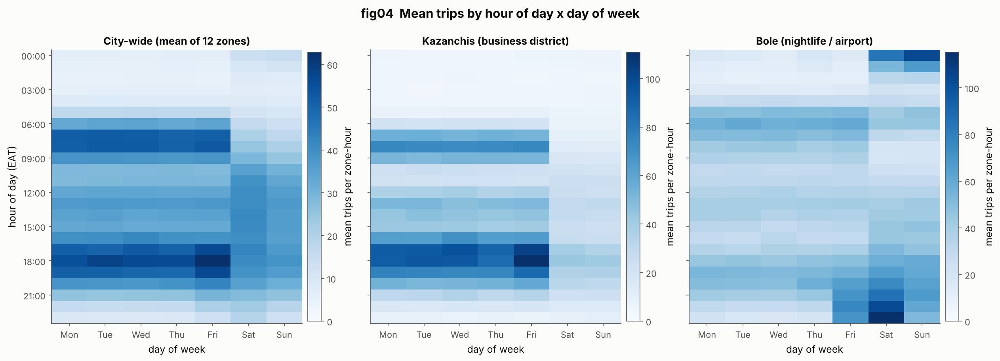 fig04  Mean trips by hour of day x day of week
City-wide (mean of 12 zones)
00:00
03:00
06:00
09:00
12:00
15:00
18:00
21:00
hour of day (EAT)
Mon Tue Wed Thu Fri Sat Sun
day of week
60
50
40
30
20
10
0
mean trips per zone-hour
Kazanchis (business district)
Mon Tue Wed Thu Fri Sat Sun
day of week
100
80
60
40
20
0
mean trips per zone-hour
Bole (nightlife / airport)
Mon Tue Wed Thu Fri Sat Sun
day of week
100
80
60
40
20
0
mean trips per zone-hour